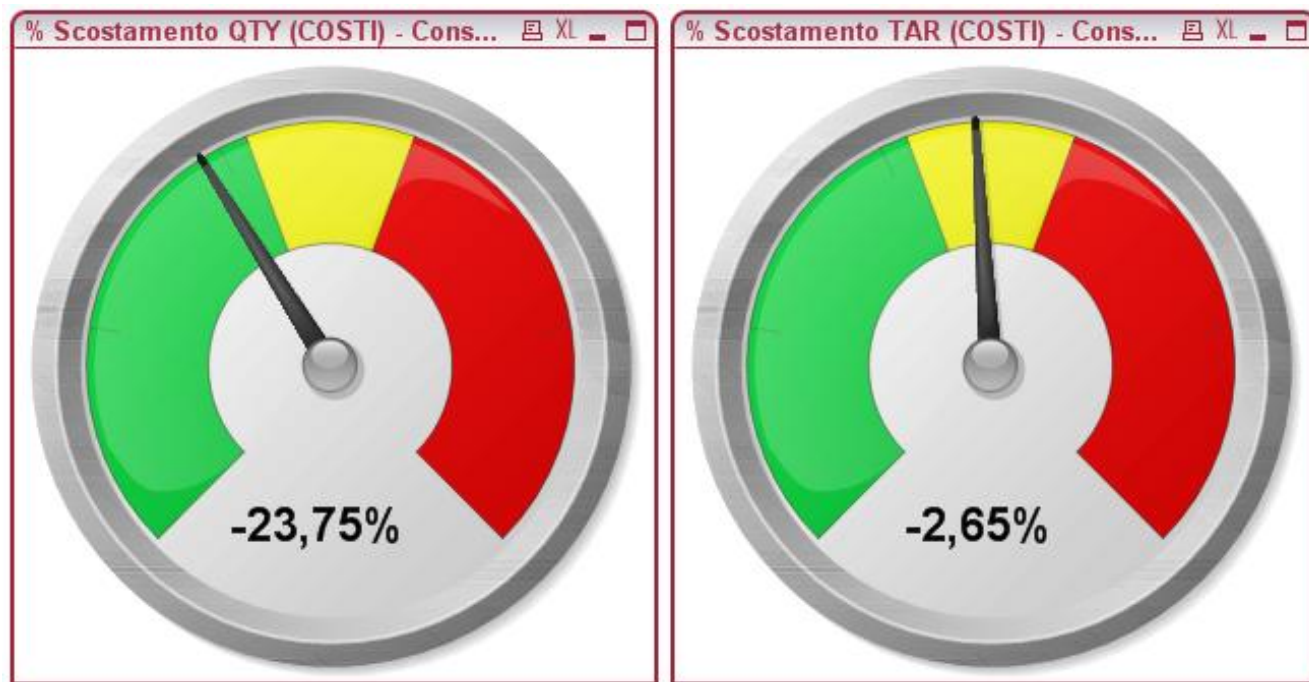 % Scostamento QTY (COSTI) - Cons... XL
% Scostamento TAR (COSTI) - Cons... XL
-23,75%
-2,65%